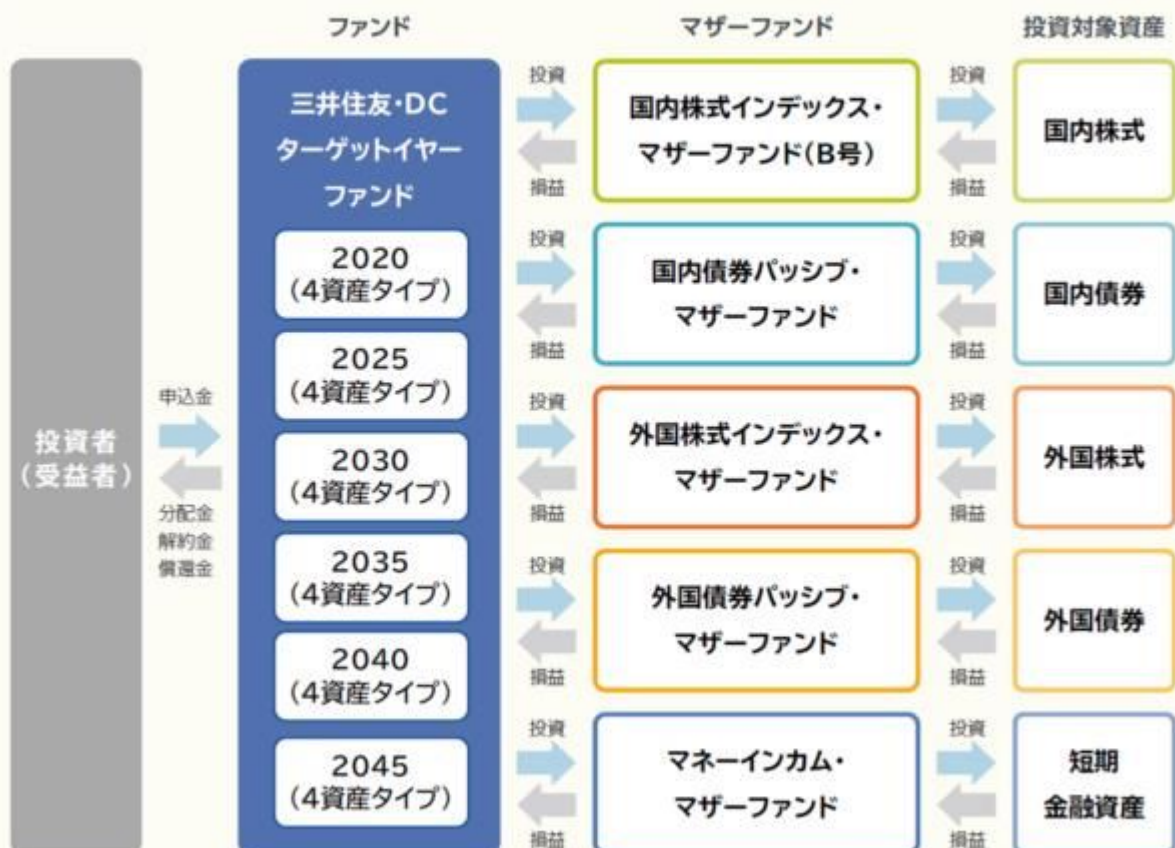 ファンド
マザーファンド
投資対象資産
投資者
(受益者)
申込金
分配金
解約金
償還金
三井住友・DC
ターゲットイヤー
ファンド
2020
(4資産タイプ)
2025
(4資産タイプ)
2030
(4資産タイプ)
2035
(4資産タイプ)
2040
(4資産タイプ)
2045
(4資産タイプ)
投資
損益
国内株式インデックス・
マザーファンド(B号)
投資
損益
国内株式
投資
損益
国内債券パッシブ・
マザーファンド
投資
損益
国内債券
投資
損益
外国株式インデックス・
マザーファンド
投資
損益
外国株式
投資
損益
外国債券パッシブ・
マザーファンド
投資
損益
外国債券
投資
損益
マネーインカム・
マザーファンド
投資
損益
短期
金融資産